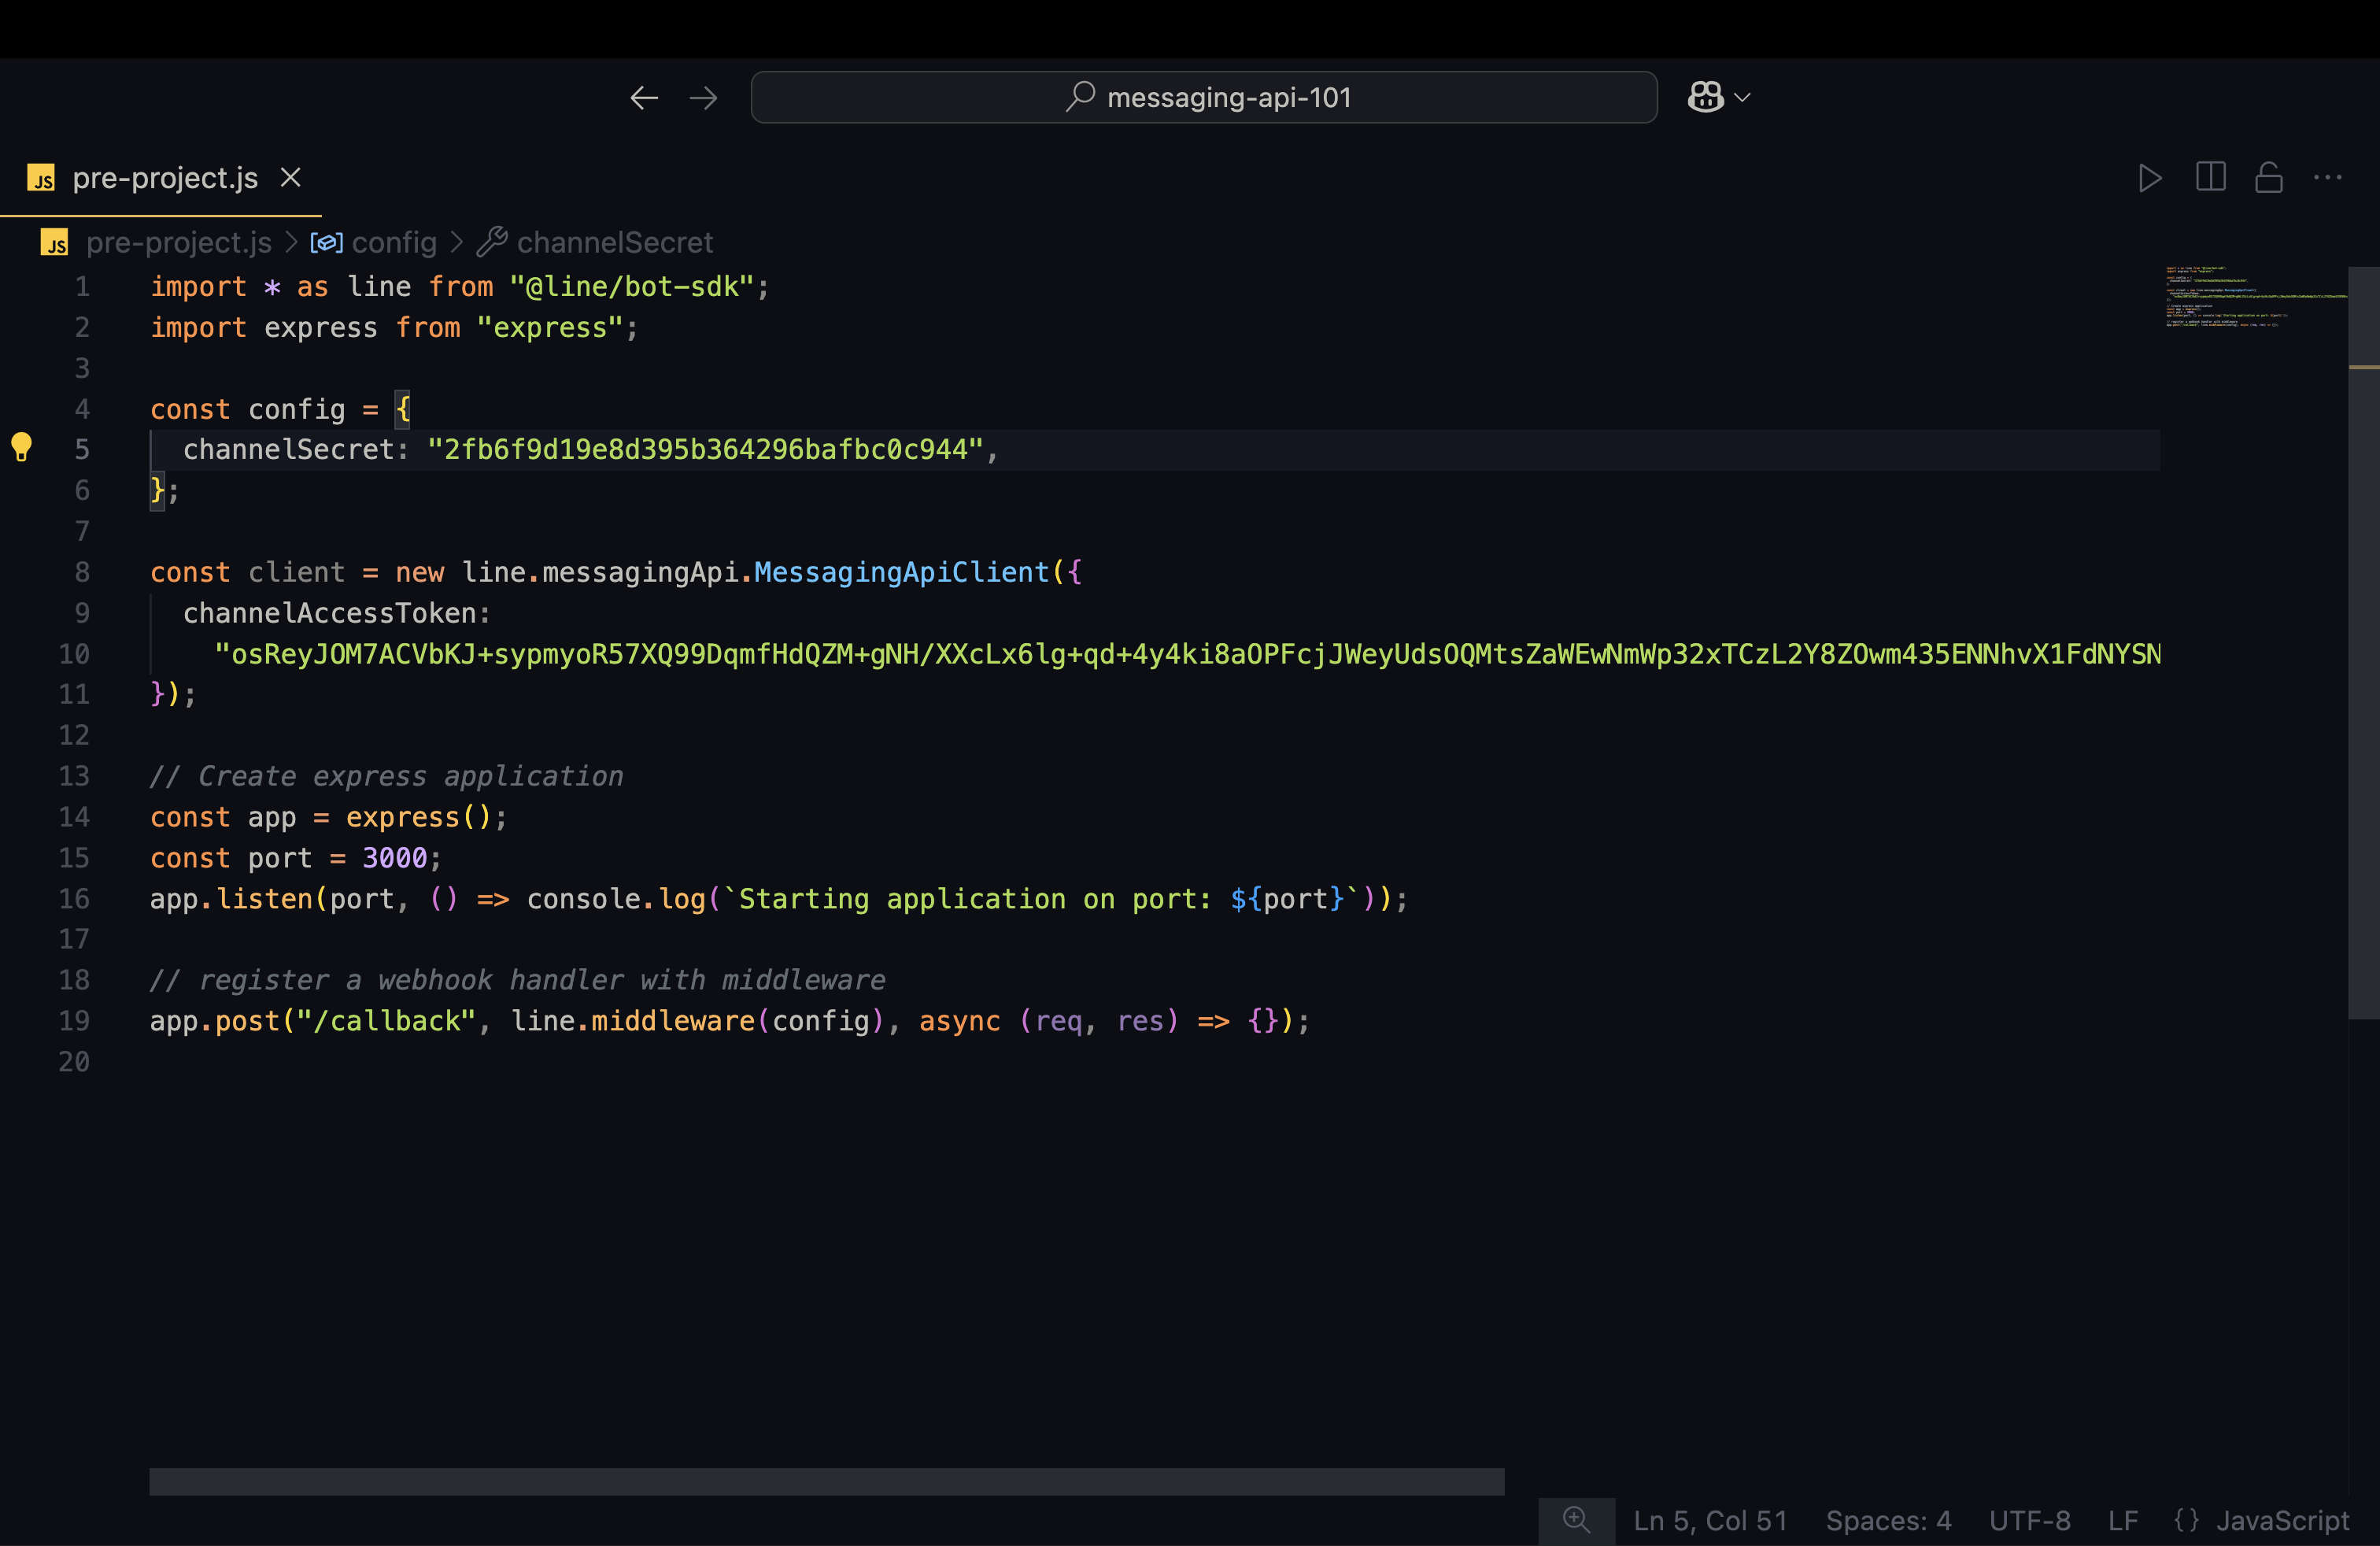 messaging-api-101
JS pre-project.js
JS pre-project.js > config > channelSecret
1 import * as line from "@line/bot-sdk";
2 import express from "express";
3
4 const config = {
5 channelSecret: "2fb6f9d19e8d395b364296bafbc0c944",
6 };
7
8 const client = new line.messagingApi.MessagingApiClient({
9 channelAccessToken:
10 "osReyJOM7ACVbKJ+sypmyoR57XQ99DqmfHdQZM+gNH/XXcLx6lg+qd+4y4ki8aOPFcjJWeyUdsOQMtsZaWEwNmWp32xTCzL2Y8ZOwm435ENNhvX1FdNYSN
11 });
12
13 // Create express application
14 const app = express();
15 const port = 3000;
16 app.listen(port, () => console.log(`Starting application on port: ${port}`));
17
18 // register a webhook handler with middleware
19 app.post("/callback", line.middleware(config), async (req, res) => {});
20
Ln 5, Col 51 Spaces: 4 UTF-8 LF {} JavaScript